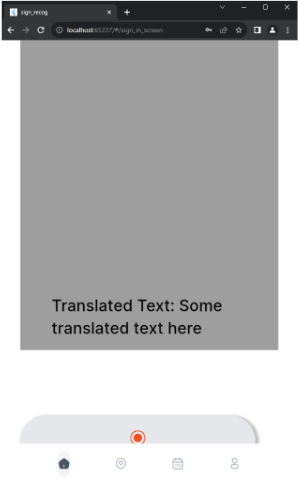 sign_recog
localhost:65237/#/sign_in_screen
Translated Text: Some
translated text here